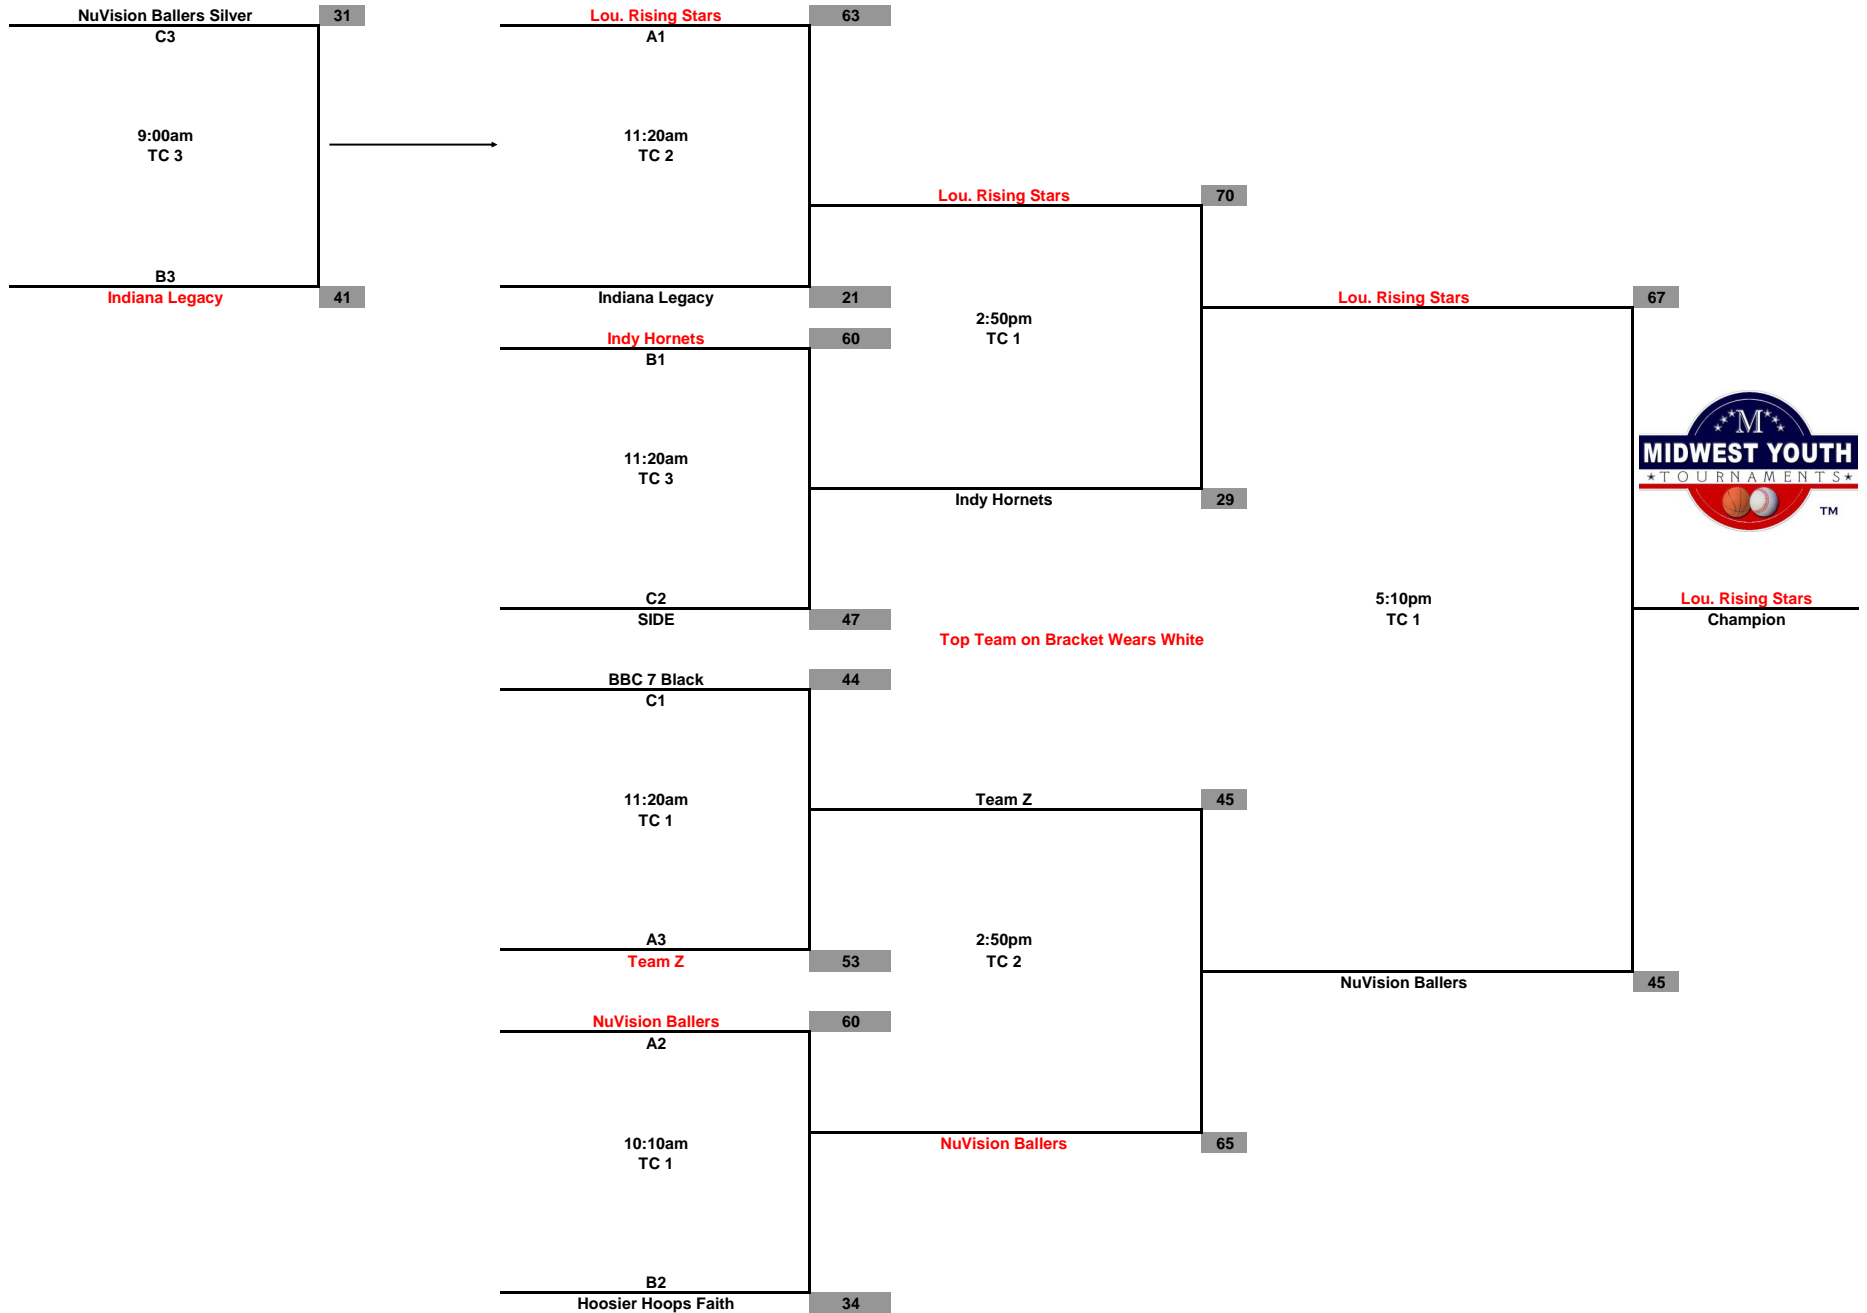 NuVision Ballers Silver 31
C3
9:00am
TC 3
B3
Indiana Legacy 41
Lou. Rising Stars 63
A1
11:20am
TC 2
Indiana Legacy 21
Indy Hornets 60
B1
11:20am
TC 3
C2
SIDE 47
BBC 7 Black 44
C1
11:20am
TC 1
A3
Team Z 53
NuVision Ballers 60
A2
10:10am
TC 1
B2
Hoosier Hoops Faith 34
Lou. Rising Stars 70
2:50pm
TC 1
Indy Hornets 29
Top Team on Bracket Wears White
Team Z 45
2:50pm
TC 2
NuVision Ballers 65
Lou. Rising Stars 67
5:10pm
TC 1
NuVision Ballers 45
M
MIDWEST YOUTH
TOURNAMENTS
TM
Lou. Rising Stars
Champion